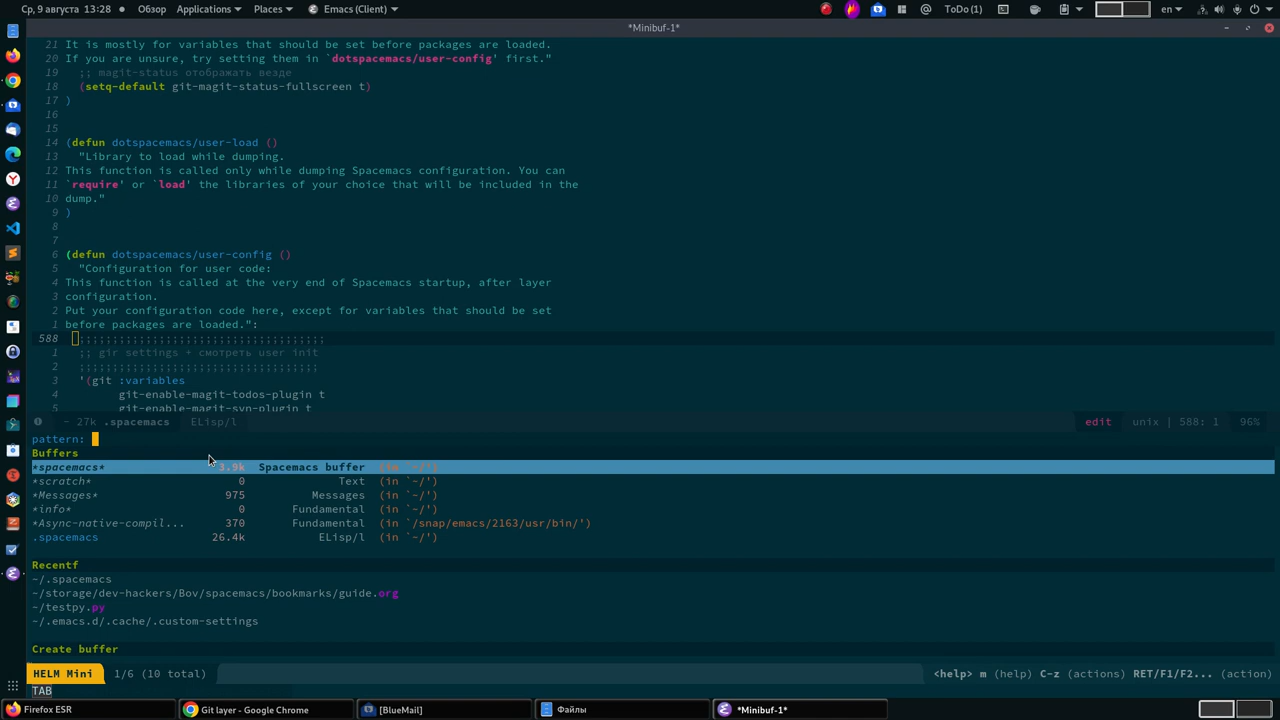 Ср, 9 августа 13:28 Обзор Applications Places Emacs (Client) ToDo (1) en
*Minibuf-1*
21 It is mostly for variables that should be set before packages are loaded.
20 If you are unsure, try setting them in `dotspacemacs/user-config' first."
19 ;; magit-status отображать везде
18 (setq-default git-magit-status-fullscreen t)
17 )
16
15
14 (defun dotspacemacs/user-load ()
13 "Library to load while dumping.
12 This function is called only while dumping Spacemacs configuration. You can
11 `require' or `load' the libraries of your choice that will be included in the
10 dump."
9 )
8
7
6 (defun dotspacemacs/user-config ()
5 "Configuration for user code:
4 This function is called at the very end of Spacemacs startup, after layer
3 configuration.
2 Put your configuration code here, except for variables that should be set
1 before packages are loaded.":
588 ;;;;;;;;;;;;;;;;;;;;;;;;;;;;;;;;;;;;
1 ;; gir settings + смотреть user init
2 ;;;;;;;;;;;;;;;;;;;;;;;;;;;;;;;;;;;;
3 '(git :variables
4 git-enable-magit-todos-plugin t
5 git-enable-magit-svn-plugin t
- 27k .spacemacs ELisp/l edit unix | 588: 1 96%
pattern:
Buffers
*spacemacs* 3.9k Spacemacs buffer (in `~/')
*scratch* 0 Text (in `~/')
*Messages* 975 Messages (in `~/')
*info* 0 Fundamental (in `~/')
*Async-native-compil... 370 Fundamental (in `/snap/emacs/2163/usr/bin/')
.spacemacs 26.4k ELisp/l (in `~/')
Recentf
~/.spacemacs
~/storage/dev-hackers/Bov/spacemacs/bookmarks/guide.org
~/testpy.py
~/.emacs.d/.cache/.custom-settings
Create buffer
HELM Mini 1/6 (10 total) <help> m (help) C-z (actions) RET/F1/F2... (action)
TAB
Firefox ESR Git layer - Google Chrome [BlueMail] Файлы *Minibuf-1*